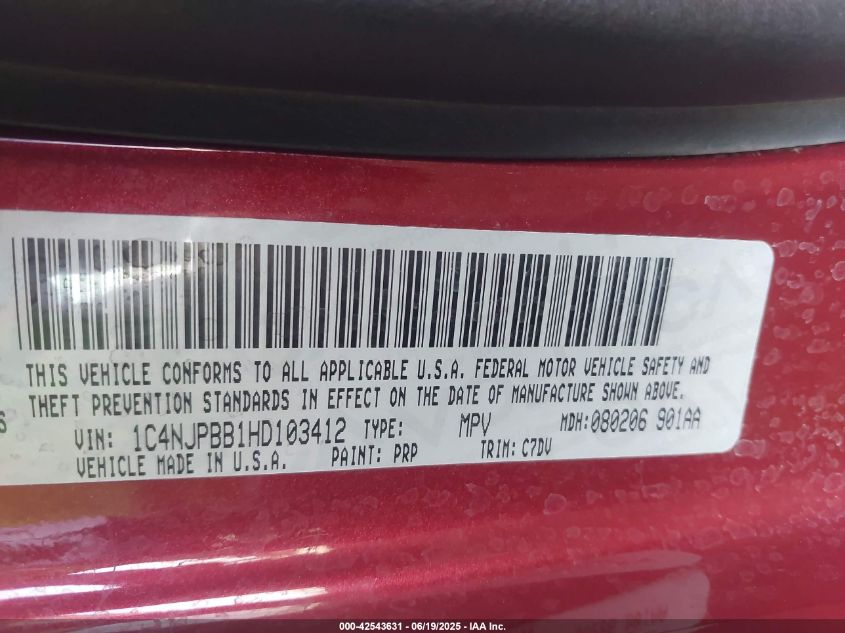 THIS VEHICLE CONFORMS TO ALL APPLICABLE U.S.A. FEDERAL MOTOR VEHICLE SAFETY AND
THEFT PREVENTION STANDARDS IN EFFECT ON THE DATE OF MANUFACTURE SHOWN ABOVE.
VIN: 1C4NJPBB1HD103412 TYPE: MPV MDH:080206 901AA
VEHICLE MADE IN U.S.A. PAINT: PRP TRIM: C7DV
000-42543631 - 06/19/2025 - IAA Inc.